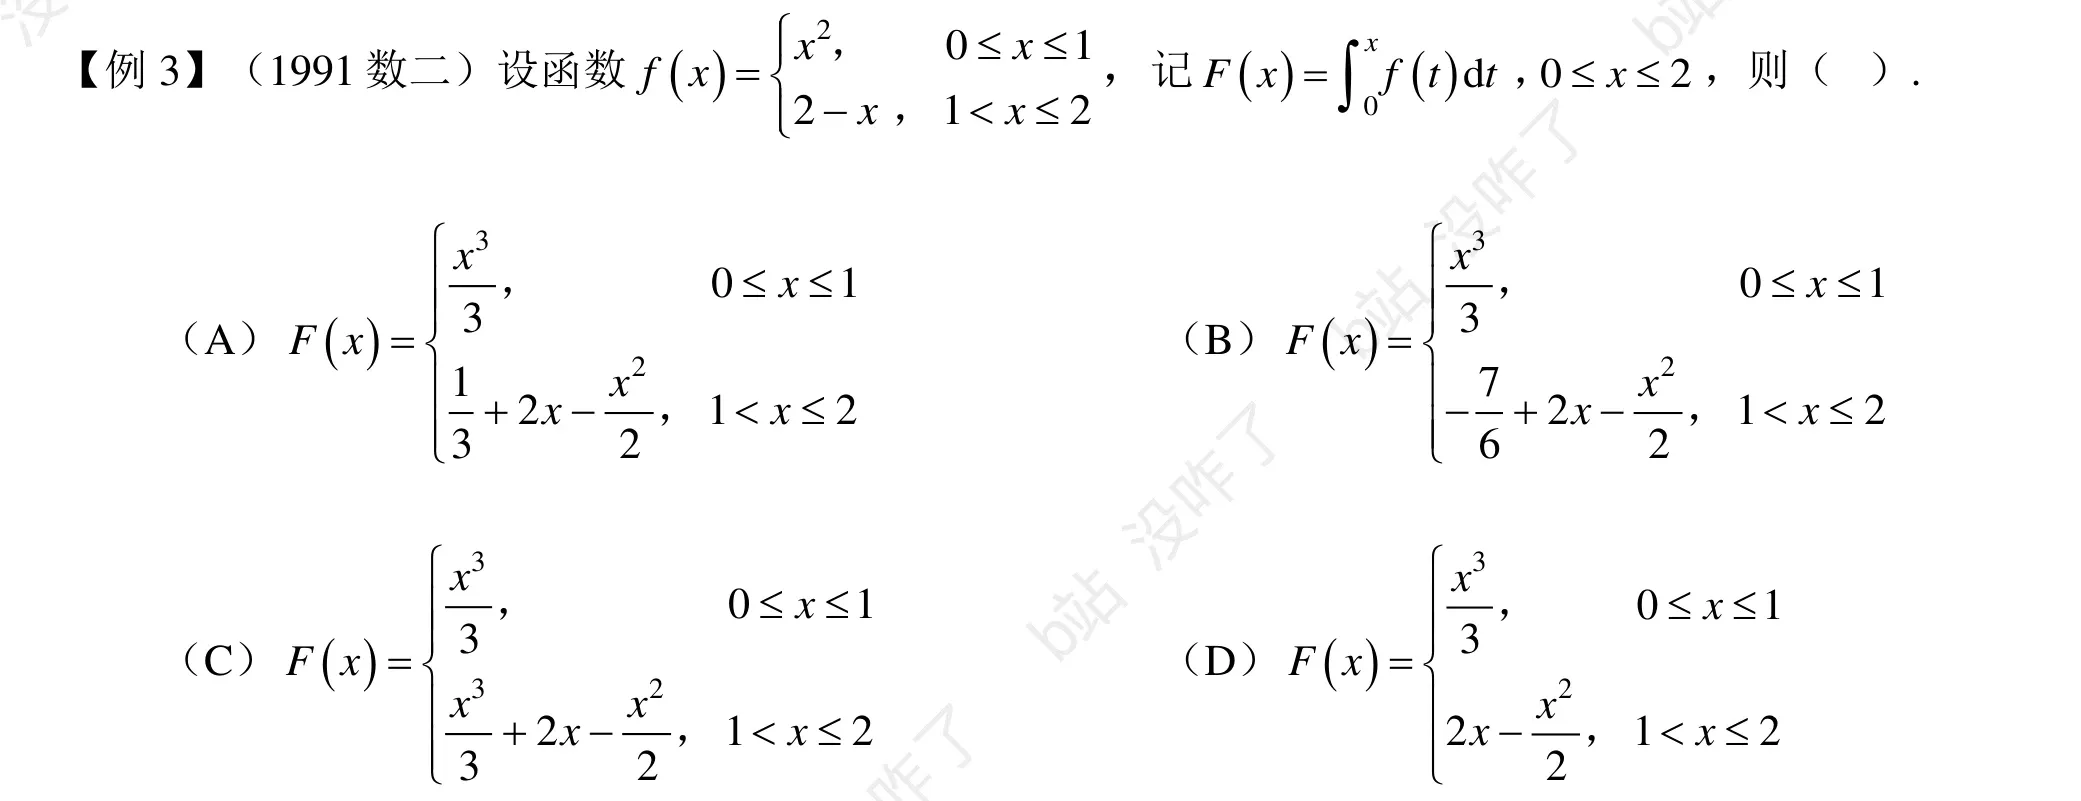 【例 3】（1991 数二）设函数 f(x) = { x², 0 ≤ x ≤ 1; 2 − x， 1 < x ≤ 2 ， 记 F(x) = ∫₀ˣ f(t)dt , 0 ≤ x ≤ 2 ，则（ ）.
（A）F(x) = { x³/3， 0 ≤ x ≤ 1; 1/3 + 2x − x²/2， 1 < x ≤ 2
（B）F(x) = { x³/3， 0 ≤ x ≤ 1; −7/6 + 2x − x²/2， 1 < x ≤ 2
（C）F(x) = { x³/3， 0 ≤ x ≤ 1; x³/3 + 2x − x²/2， 1 < x ≤ 2
（D）F(x) = { x³/3， 0 ≤ x ≤ 1; 2x − x²/2， 1 < x ≤ 2
b站 没咋了
b站 没咋了